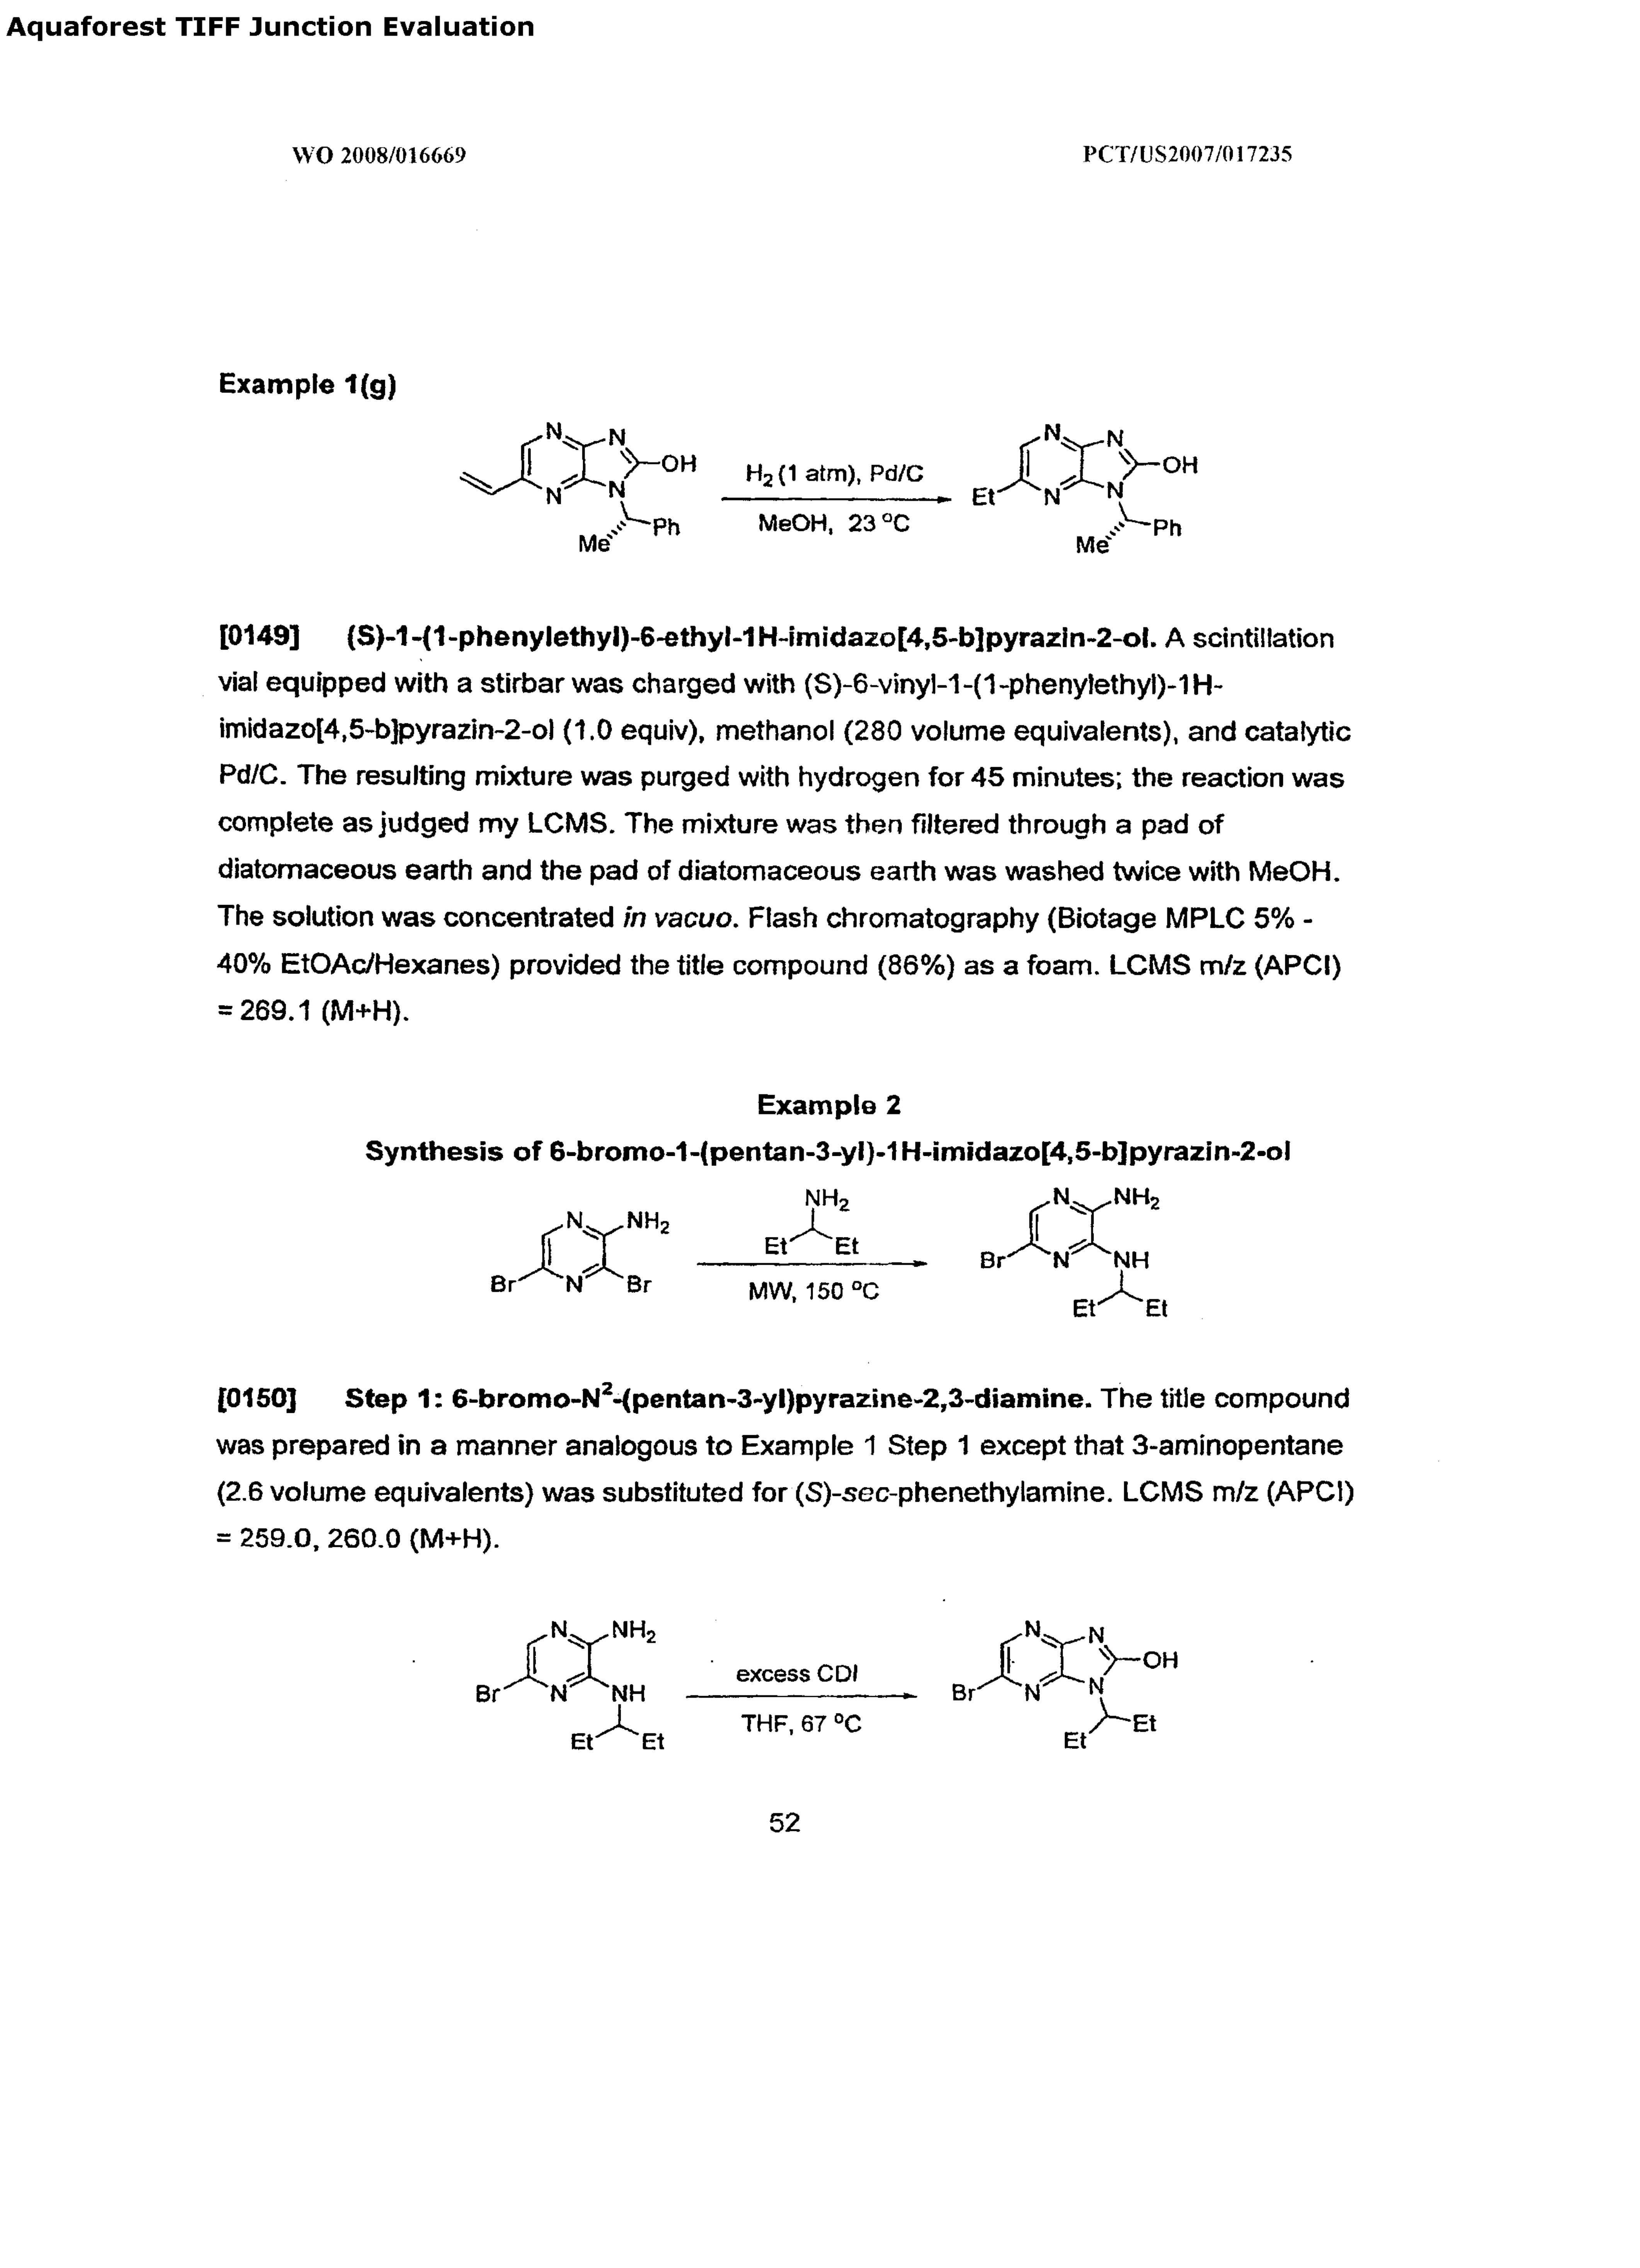 Aquaforest TIFF Junction Evaluation
WO 2008/016669 PCT/US2007/017235
Example 1(g)
N N OH N N Me Ph
H2 (1 atm), Pd/C
MeOH, 23 °C
N N OH Et N N Me Ph
[0149] (S)-1-(1-phenylethyl)-6-ethyl-1H-imidazo[4,5-b]pyrazin-2-ol. A scintillation
vial equipped with a stirbar was charged with (S)-6-vinyl-1-(1-phenylethyl)-1H-
imidazo[4,5-b]pyrazin-2-ol (1.0 equiv), methanol (280 volume equivalents), and catalytic
Pd/C. The resulting mixture was purged with hydrogen for 45 minutes; the reaction was
complete as judged my LCMS. The mixture was then filtered through a pad of
diatomaceous earth and the pad of diatomaceous earth was washed twice with MeOH.
The solution was concentrated in vacuo. Flash chromatography (Biotage MPLC 5% -
40% EtOAc/Hexanes) provided the title compound (86%) as a foam. LCMS m/z (APCI)
= 269.1 (M+H).
Example 2
Synthesis of 6-bromo-1-(pentan-3-yl)-1H-imidazo[4,5-b]pyrazin-2-ol
N NH2 Br N Br
NH2
Et Et
MW, 150 °C
N NH2 Br N NH Et Et
[0150] Step 1: 6-bromo-N2-(pentan-3-yl)pyrazine-2,3-diamine. The title compound
was prepared in a manner analogous to Example 1 Step 1 except that 3-aminopentane
(2.6 volume equivalents) was substituted for (S)-sec-phenethylamine. LCMS m/z (APCI)
= 259.0, 260.0 (M+H).
N NH2 Br N NH Et Et
excess CDI
THF, 67 °C
N N OH Br N N Et Et
52